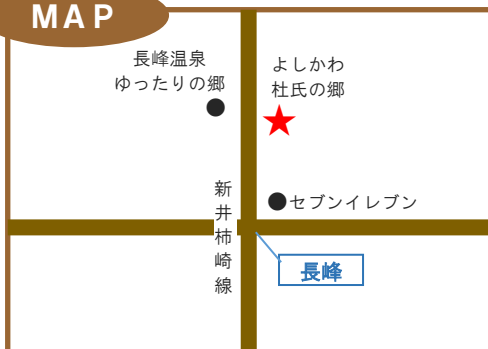 MAP
長峰温泉
ゆったりの郷
よしかわ
杜氏の郷
セブンイレブン
新井柿崎線
長峰